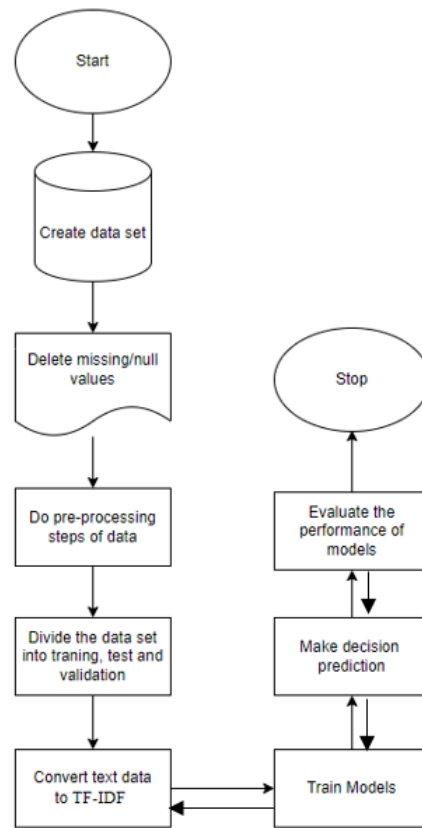 Start
Create data set
Delete missing/null
values
Do pre-processing
steps of data
Divide the data set
into traning, test and
validation
Convert text data
to TF-IDF
Train Models
Make decision
prediction
Evaluate the
performance of
models
Stop